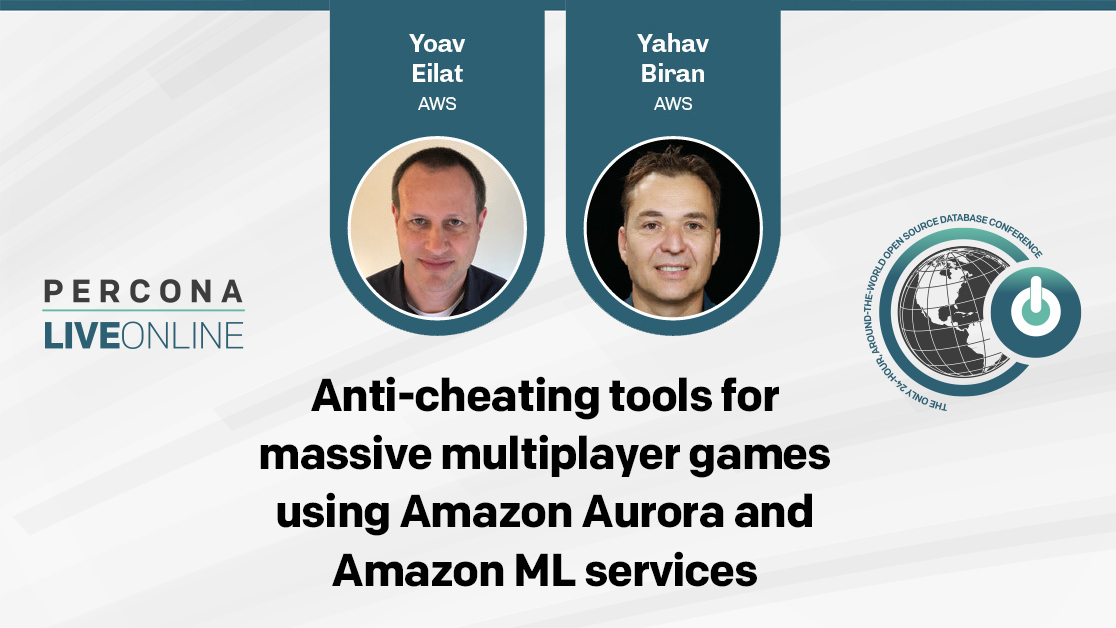 Yoav
Eilat
AWS
Yahav
Biran
AWS
PERCONA
LIVEONLINE
THE ONLY 24-HOUR, AROUND-THE-WORLD OPEN SOURCE DATABASE CONFERENCE
Anti-cheating tools for
massive multiplayer games
using Amazon Aurora and
Amazon ML services